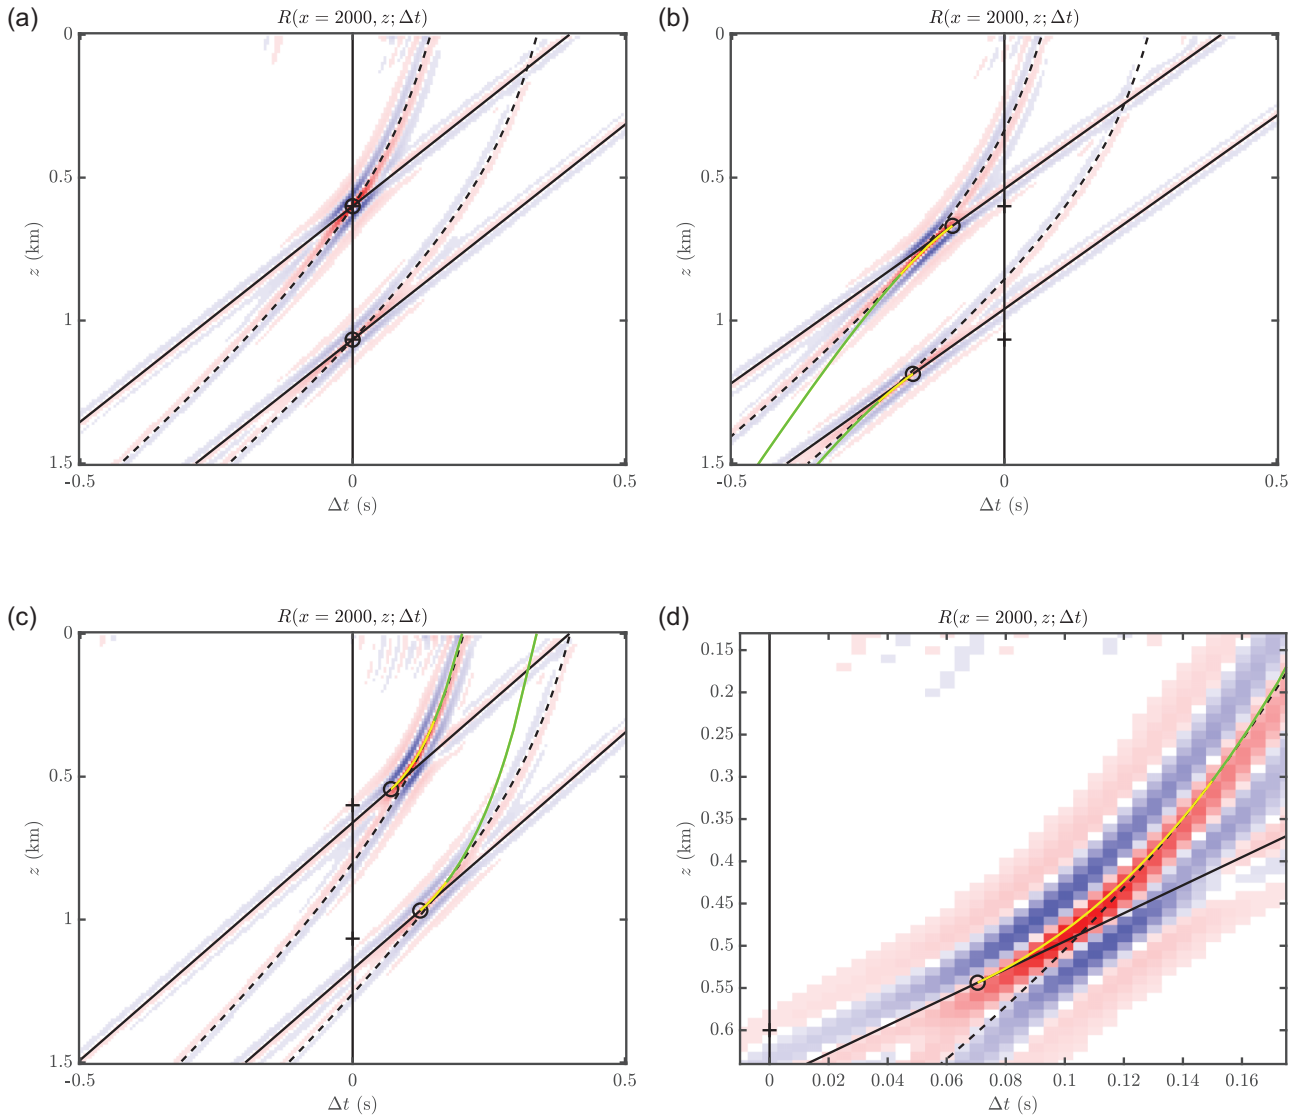 (a)
R(x = 2000, z; Δt)
0
0.5
1
1.5
z (km)
-0.5
0
0.5
Δt (s)
(b)
R(x = 2000, z; Δt)
0
0.5
1
1.5
z (km)
-0.5
0
0.5
Δt (s)
(c)
R(x = 2000, z; Δt)
0
0.5
1
1.5
z (km)
-0.5
0
0.5
Δt (s)
(d)
R(x = 2000, z; Δt)
0.15
0.2
0.25
0.3
0.35
0.4
0.45
0.5
0.55
0.6
z (km)
0
0.02
0.04
0.06
0.08
0.1
0.12
0.14
0.16
Δt (s)